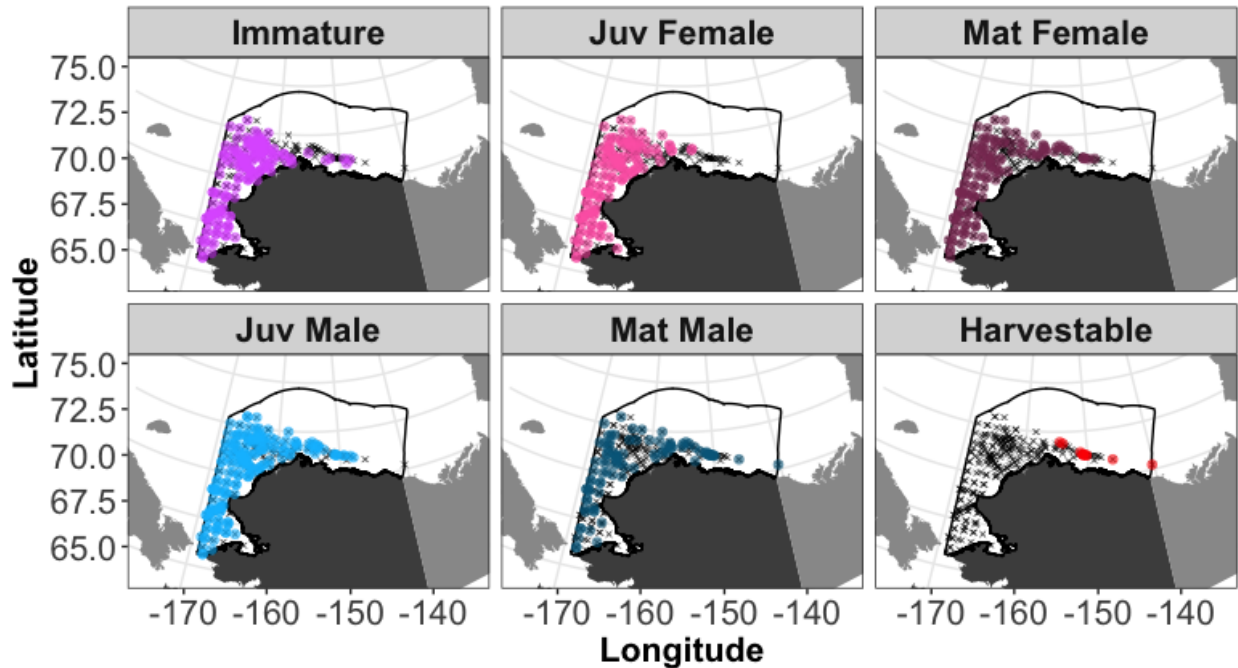 Immature
Juv Female
Mat Female
75.0
72.5
70.0
67.5
65.0
Latitude
Juv Male
Mat Male
Harvestable
75.0
72.5
70.0
67.5
65.0
-170 -160 -150 -140
-170 -160 -150 -140
-170 -160 -150 -140
Longitude